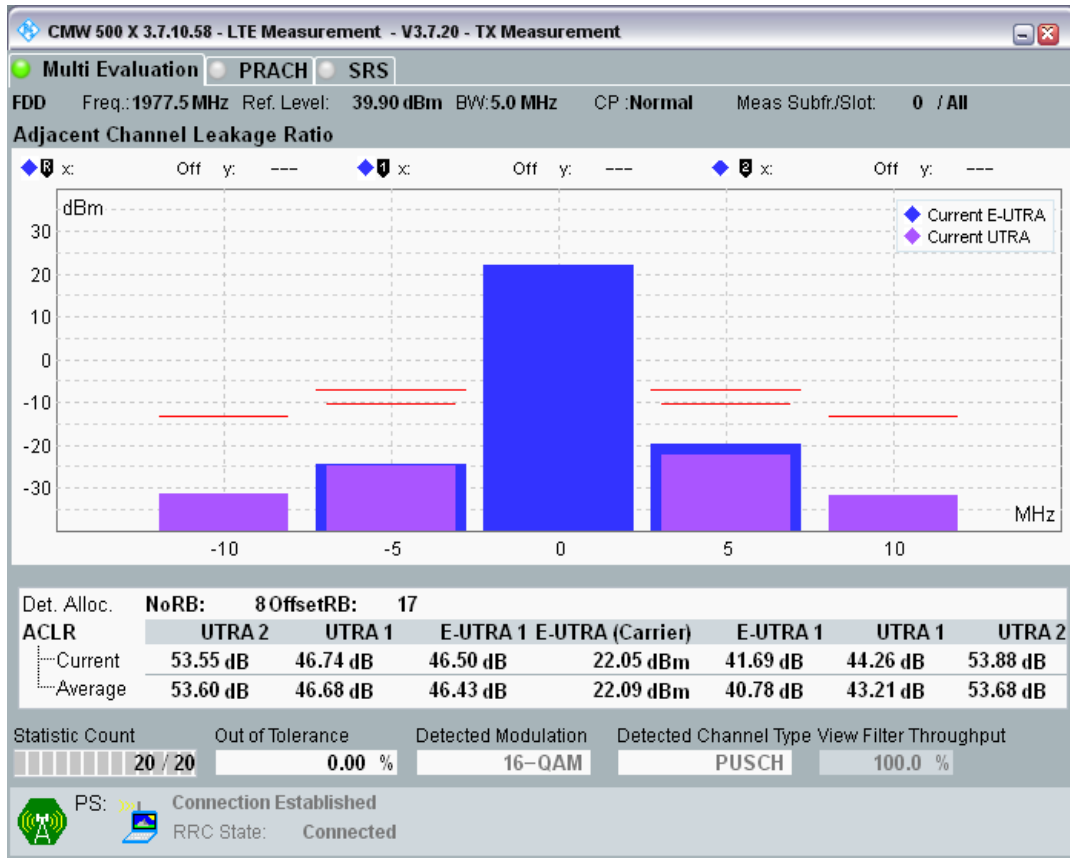 CMW 500 X 3.7.10.58 - LTE Measurement - V3.7.20 - TX Measurement
Multi Evaluation PRACH SRS
FDD Freq.: 1977.5 MHz Ref. Level: 39.90 dBm BW: 5.0 MHz CP :Normal Meas Subfr./Slot: 0 / All
Adjacent Channel Leakage Ratio
R x: Off y: --- 1 x: Off y: --- 2 x: Off y: ---
dBm
Current E-UTRA
Current UTRA
30
20
10
0
-10
-20
-30
MHz
-10 -5 0 5 10
Det. Alloc. NoRB: 8 OffsetRB: 17
ACLR UTRA 2 UTRA 1 E-UTRA 1 E-UTRA (Carrier) E-UTRA 1 UTRA 1 UTRA 2
Current 53.55 dB 46.74 dB 46.50 dB 22.05 dBm 41.69 dB 44.26 dB 53.88 dB
Average 53.60 dB 46.68 dB 46.43 dB 22.09 dBm 40.78 dB 43.21 dB 53.68 dB
Statistic Count Out of Tolerance Detected Modulation Detected Channel Type View Filter Throughput
20 / 20 0.00 % 16-QAM PUSCH 100.0 %
PS: Connection Established
RRC State: Connected